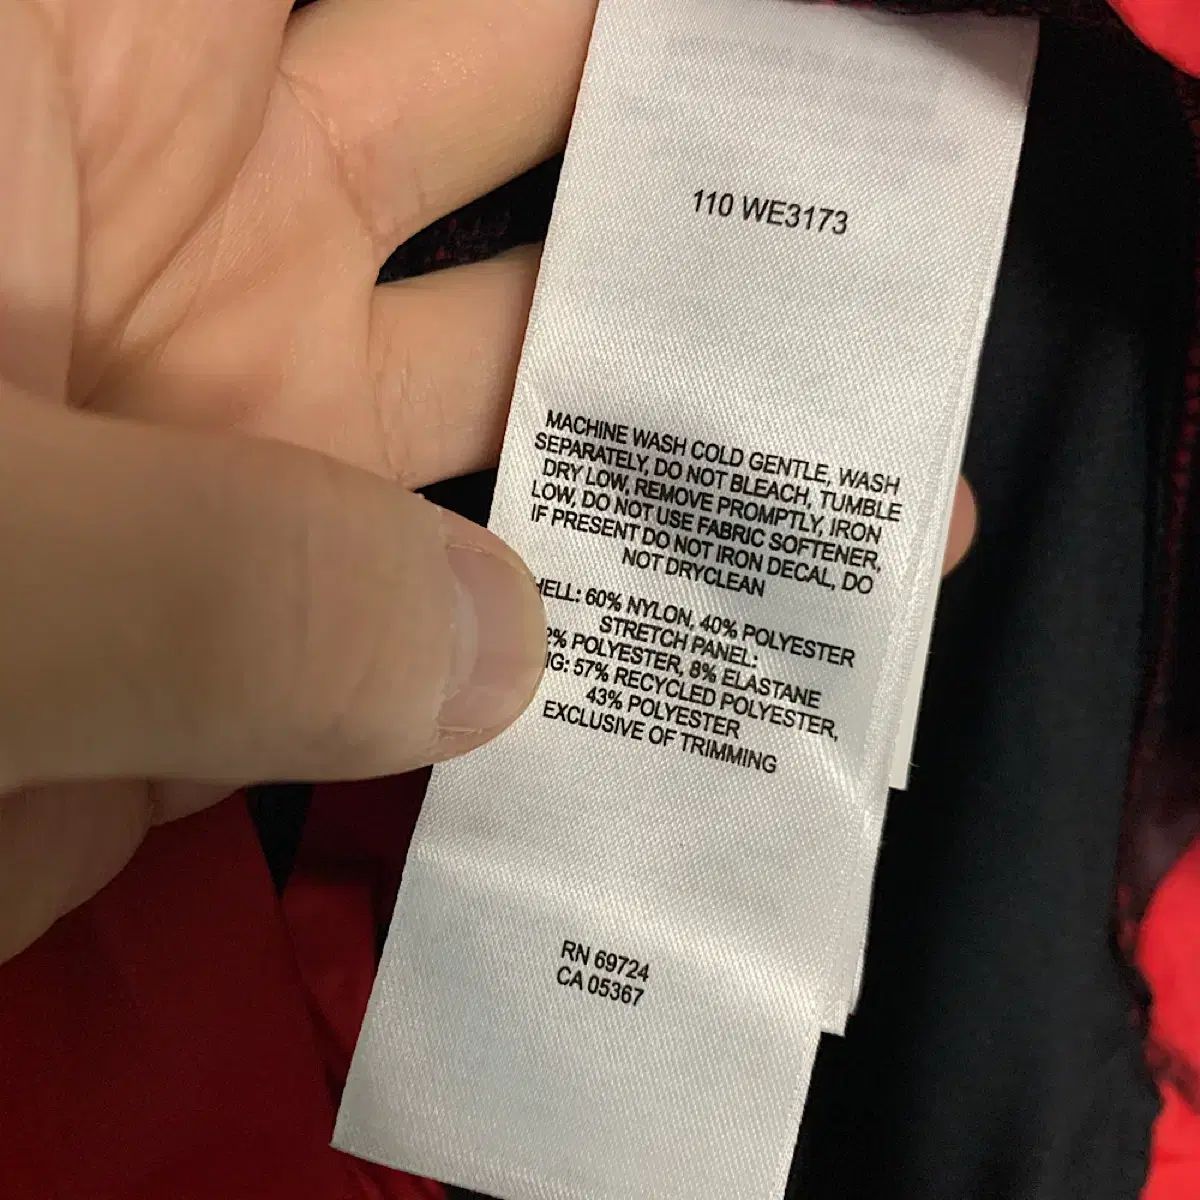 110 WE3173
MACHINE WASH COLD GENTLE, WASH
SEPARATELY, DO NOT BLEACH, TUMBLE
DRY LOW, REMOVE PROMPTLY, IRON
LOW, DO NOT USE FABRIC SOFTENER,
IF PRESENT DO NOT IRON DECAL, DO
NOT DRYCLEAN
HELL: 60% NYLON, 40% POLYESTER
STRETCH PANEL:
2% POLYESTER, 8% ELASTANE
NG: 57% RECYCLED POLYESTER,
43% POLYESTER
EXCLUSIVE OF TRIMMING
RN 69724
CA 05367